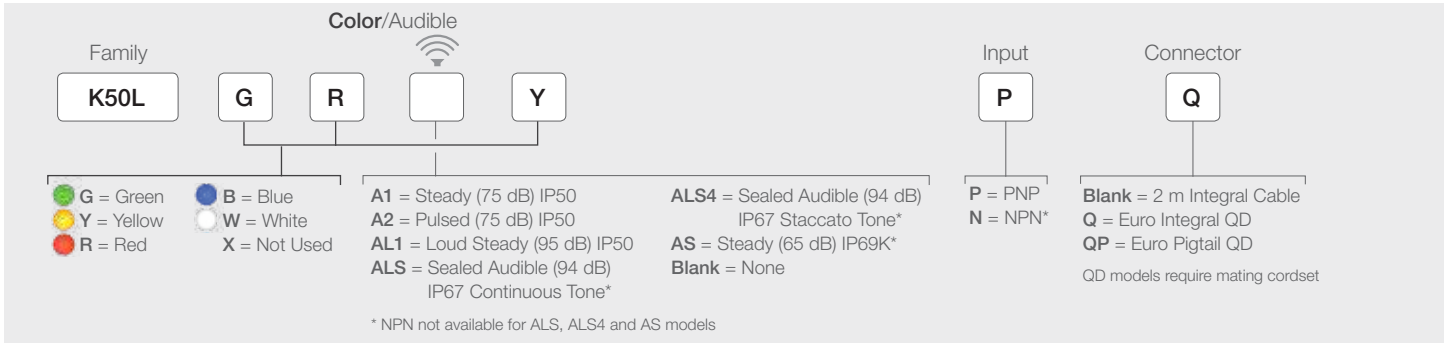 Color/Audible
Family
Input
Connector
K50L
G
R
Y
P
Q
G = Green
Y = Yellow
R = Red
B = Blue
W = White
X = Not Used
A1 = Steady (75 dB) IP50
A2 = Pulsed (75 dB) IP50
AL1 = Loud Steady (95 dB) IP50
ALS = Sealed Audible (94 dB)
IP67 Continuous Tone*
ALS4 = Sealed Audible (94 dB)
IP67 Staccato Tone*
AS = Steady (65 dB) IP69K*
Blank = None
* NPN not available for ALS, ALS4 and AS models
P = PNP
N = NPN*
Blank = 2 m Integral Cable
Q = Euro Integral QD
QP = Euro Pigtail QD
QD models require mating cordset